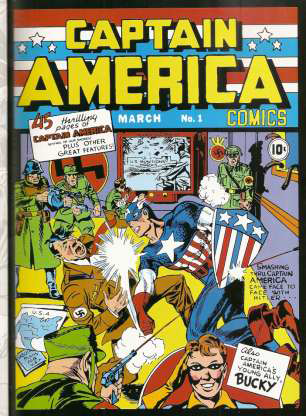 CAPTAIN
AMERICA
COMICS
MARCH No. 1
10¢
45 thrilling
pages of
CAPTAIN AMERICA
PLUS OTHER
GREAT FEATURES!
U.S. MUNITIONS
SMASHING
THRU, CAPTAIN
AMERICA
CAME FACE TO
FACE WITH
HITLER
U.S.A.
Also
CAPTAIN
AMERICA'S
YOUNG ALLY,
BUCKY